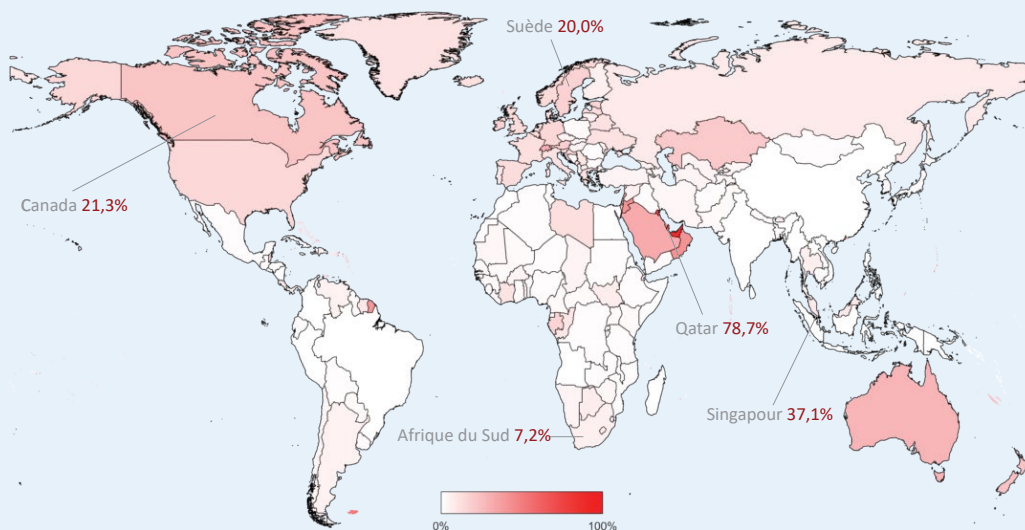 Suède 20,0%
Canada 21,3%
Qatar 78,7%
Singapour 37,1%
Afrique du Sud 7,2%
0%
100%